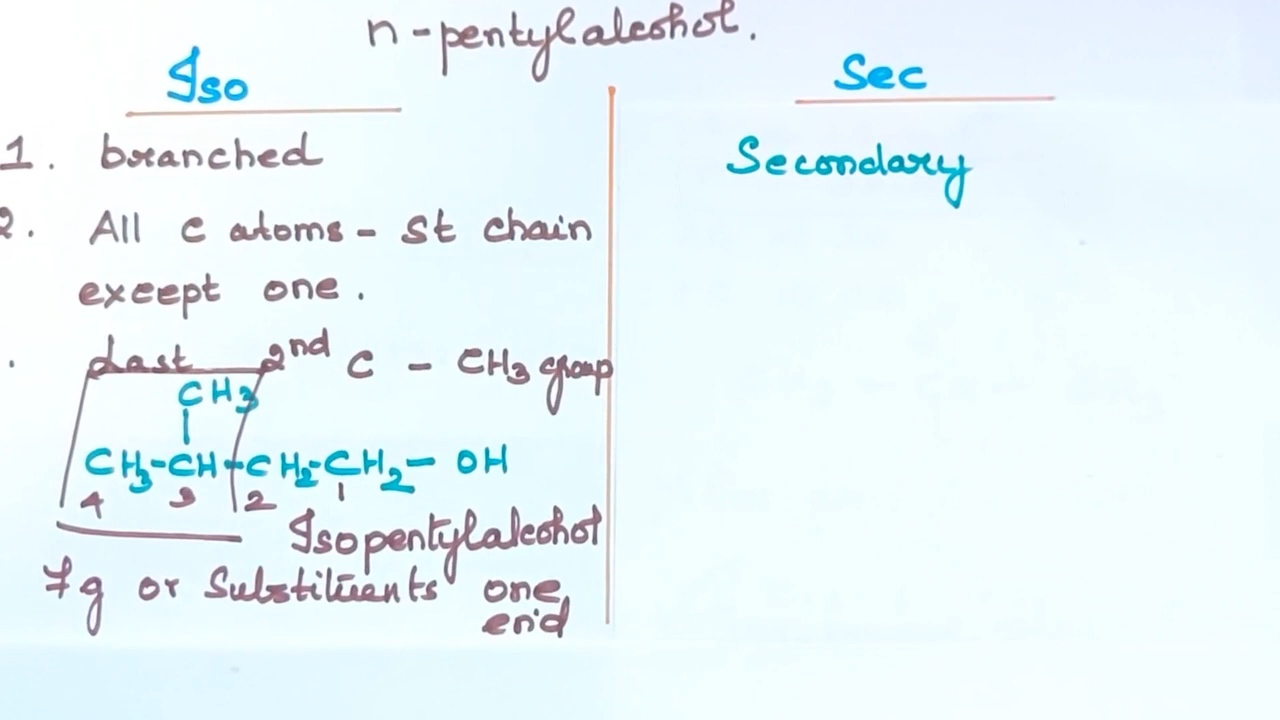 n-pentylalcohol.
Iso
1. branched
2. All C atoms - st chain
except one.
. Last 2nd C - CH3 group
CH3
CH3-CH-CH2-CH2-OH
4 3 2 1
Isopentylalcohol
Fg or Substituents one
end
Sec
Secondary